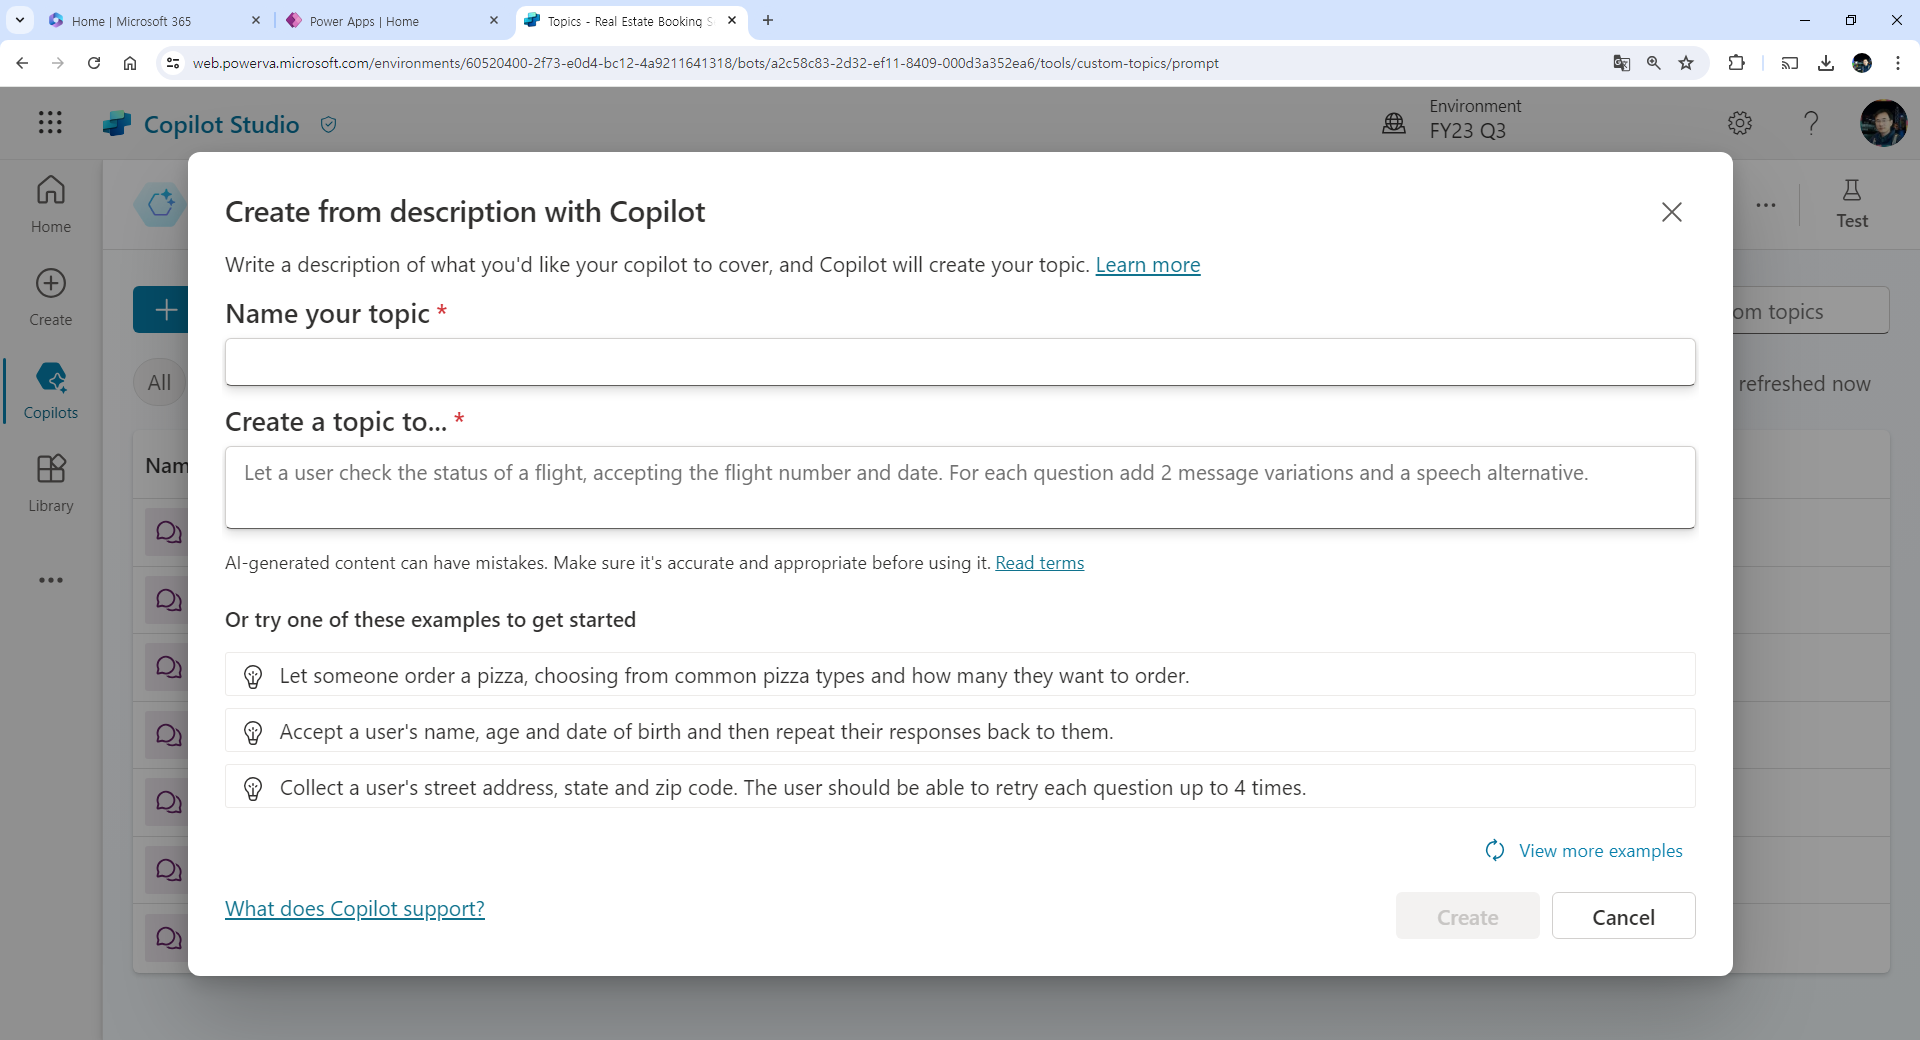 Home | Microsoft 365
Power Apps | Home
Topics - Real Estate Booking S
web.powerva.microsoft.com/environments/60520400-2f73-e0d4-bc12-4a9211641318/bots/a2c58c83-2d32-ef11-8409-000d3a352ea6/tools/custom-topics/prompt
Copilot Studio
Environment
FY23 Q3
Home
Create
Copilots
Library
Test
All
om topics
refreshed now
Nam
Create from description with Copilot
Write a description of what you'd like your copilot to cover, and Copilot will create your topic. Learn more
Name your topic *
Create a topic to... *
Let a user check the status of a flight, accepting the flight number and date. For each question add 2 message variations and a speech alternative.
AI-generated content can have mistakes. Make sure it's accurate and appropriate before using it. Read terms
Or try one of these examples to get started
Let someone order a pizza, choosing from common pizza types and how many they want to order.
Accept a user's name, age and date of birth and then repeat their responses back to them.
Collect a user's street address, state and zip code. The user should be able to retry each question up to 4 times.
View more examples
What does Copilot support?
Create
Cancel